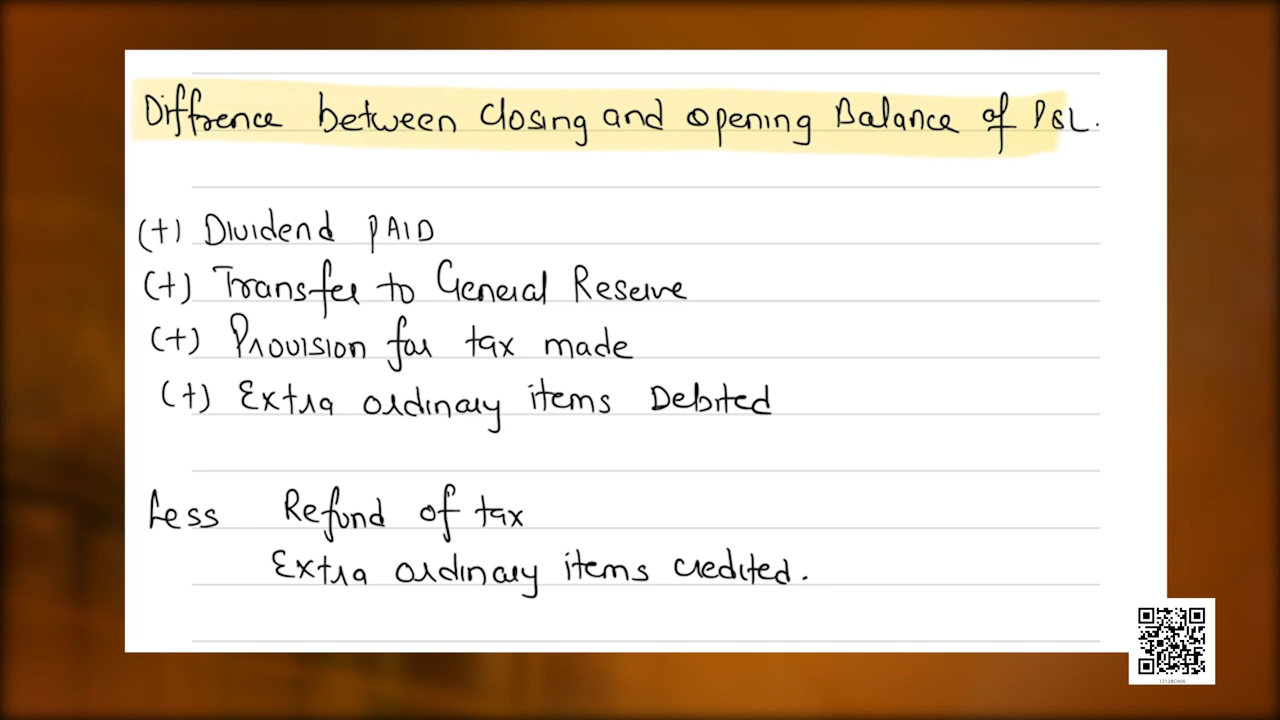 Diffrence between Closing and opening Balance of P&L.
(+) Dividend PAID
(+) Transfer to General Reserve
(+) Provision for tax made
(+) Extra ordinary items Debited
Less Refund of tax
Extra ordinary items credited.
12128CH06